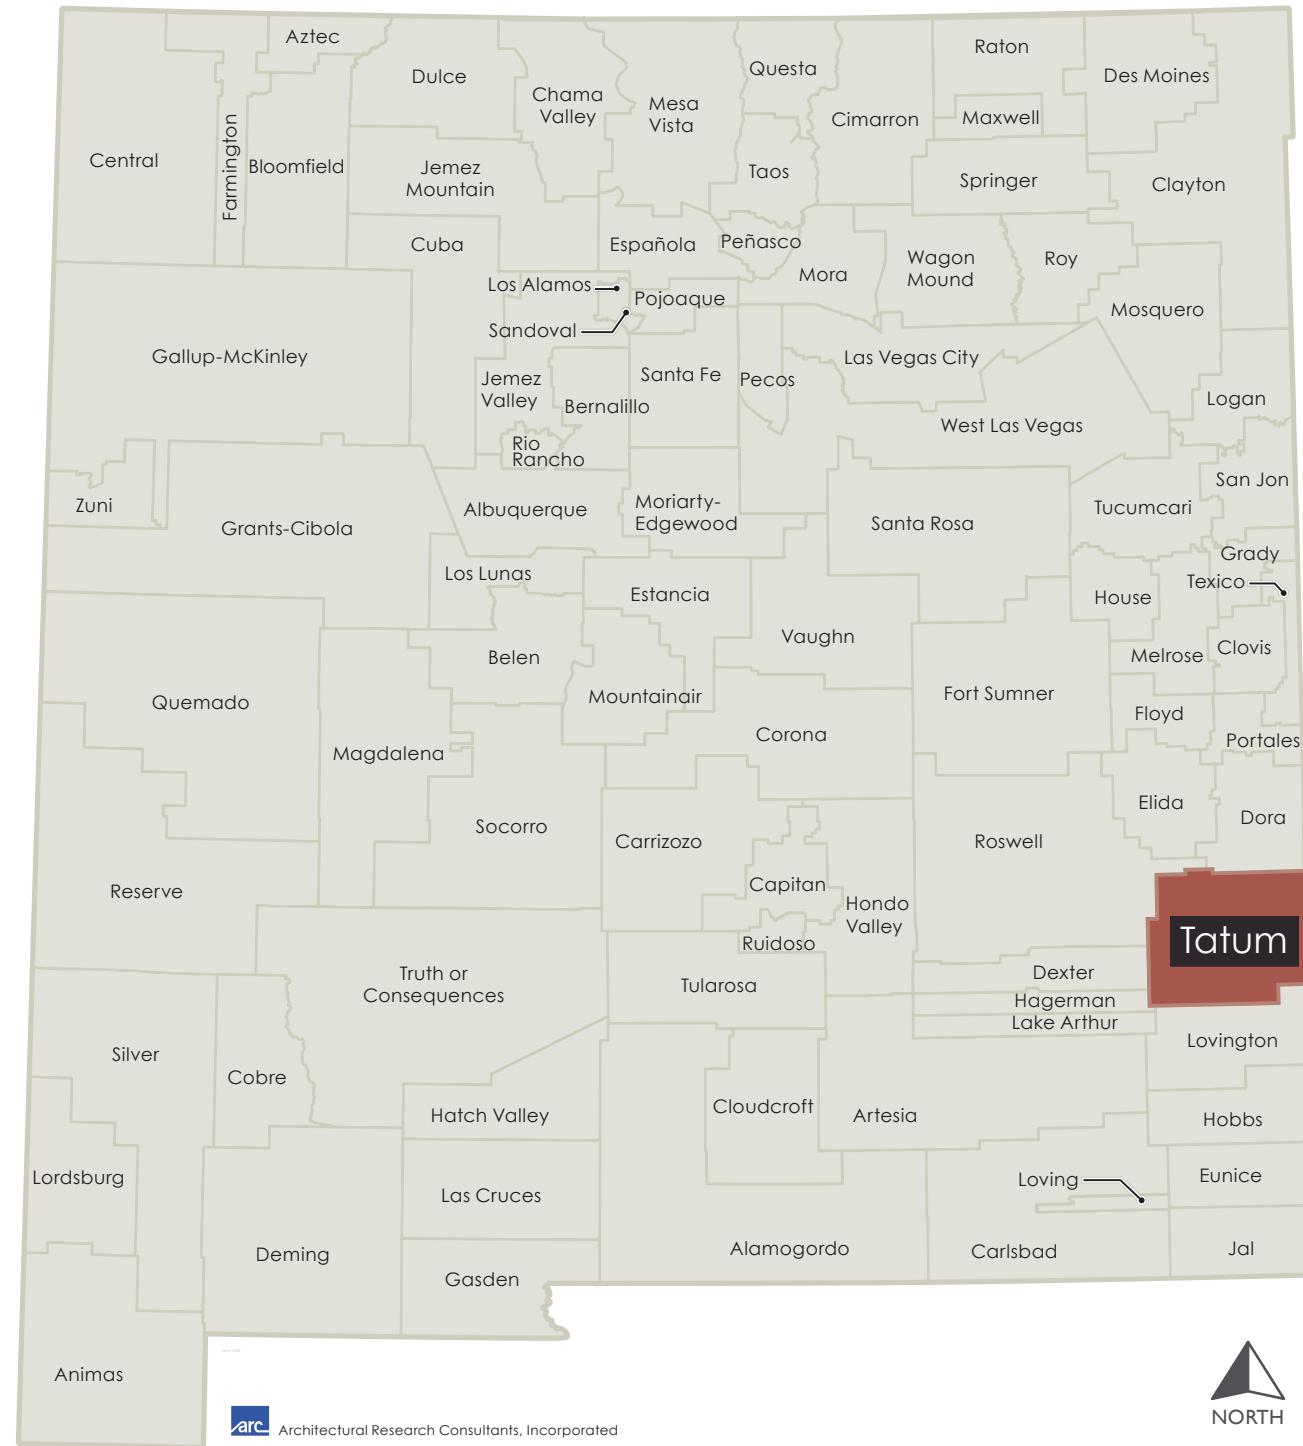 Aztec
Raton
Dulce
Questa
Des Moines
Chama
Valley
Mesa
Vista
Cimarron
Maxwell
Central
Farmington
Bloomfield
Jemez
Mountain
Taos
Springer
Clayton
Cuba
Española
Peñasco
Mora
Wagon
Mound
Roy
Los Alamos
Pojoaque
Mosquero
Sandoval
Gallup-McKinley
Las Vegas City
Jemez
Valley
Santa Fe
Pecos
Bernalillo
Logan
West Las Vegas
Rio
Rancho
San Jon
Zuni
Albuquerque
Moriarty-
Edgewood
Tucumcari
Grants-Cibola
Santa Rosa
Grady
Los Lunas
Texico
Estancia
House
Vaughn
Clovis
Belen
Melrose
Quemado
Mountainair
Fort Sumner
Floyd
Magdalena
Corona
Portales
Elida
Dora
Socorro
Carrizozo
Roswell
Reserve
Capitan
Hondo
Valley
Ruidoso
Tatum
Truth or
Consequences
Tularosa
Dexter
Hagerman
Lake Arthur
Silver
Lovington
Cobre
Hatch Valley
Cloudcroft
Artesia
Hobbs
Lordsburg
Las Cruces
Loving
Eunice
Deming
Gasden
Alamogordo
Carlsbad
Jal
Animas
arc
Architectural Research Consultants, Incorporated
NORTH